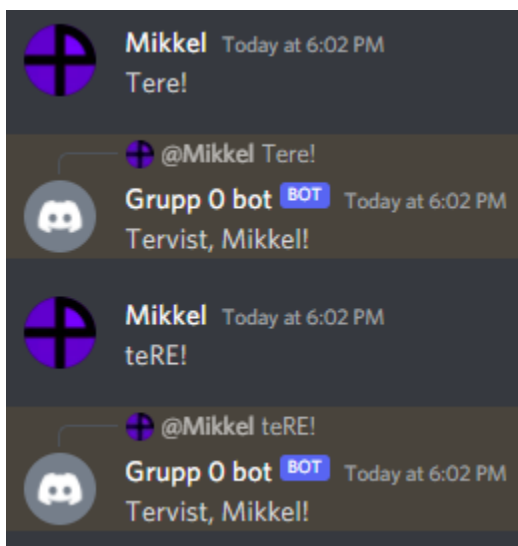 Mikkel Today at 6:02 PM
Tere!
@Mikkel Tere!
Grupp 0 bot BOT Today at 6:02 PM
Tervist, Mikkel!
Mikkel Today at 6:02 PM
teRE!
@Mikkel teRE!
Grupp 0 bot BOT Today at 6:02 PM
Tervist, Mikkel!